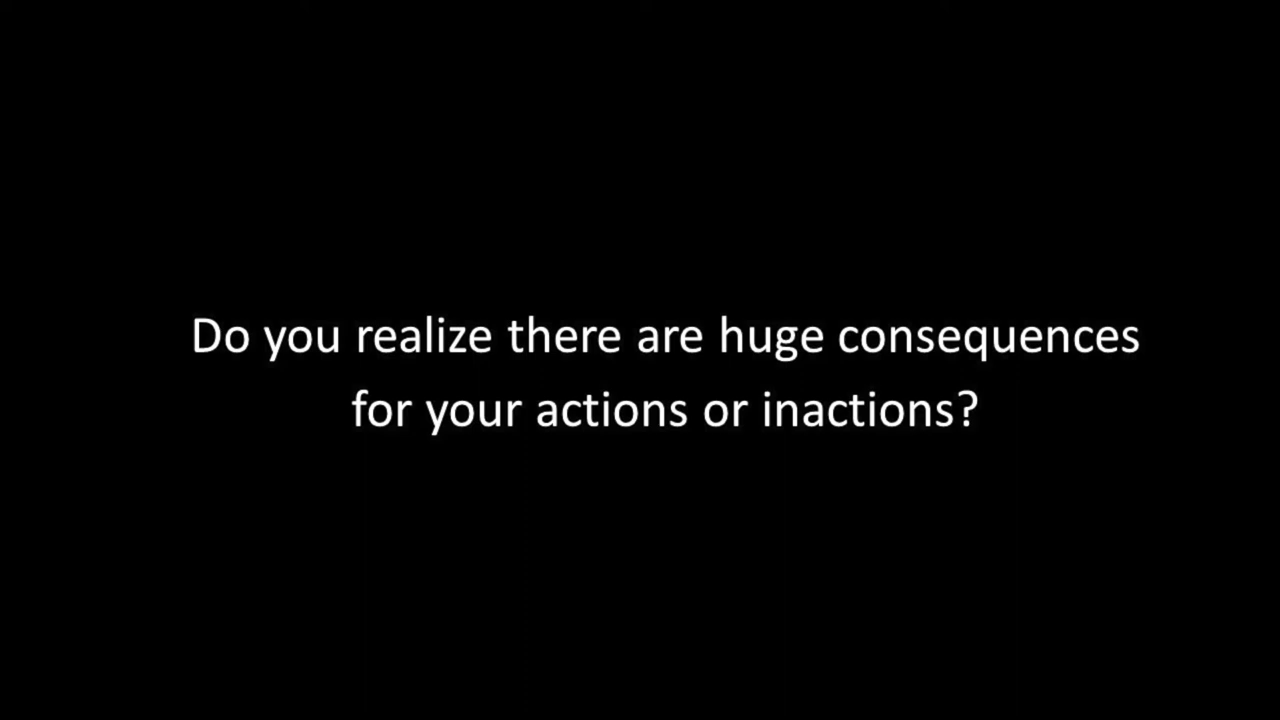 Do you realize there are huge consequences
for your actions or inactions?